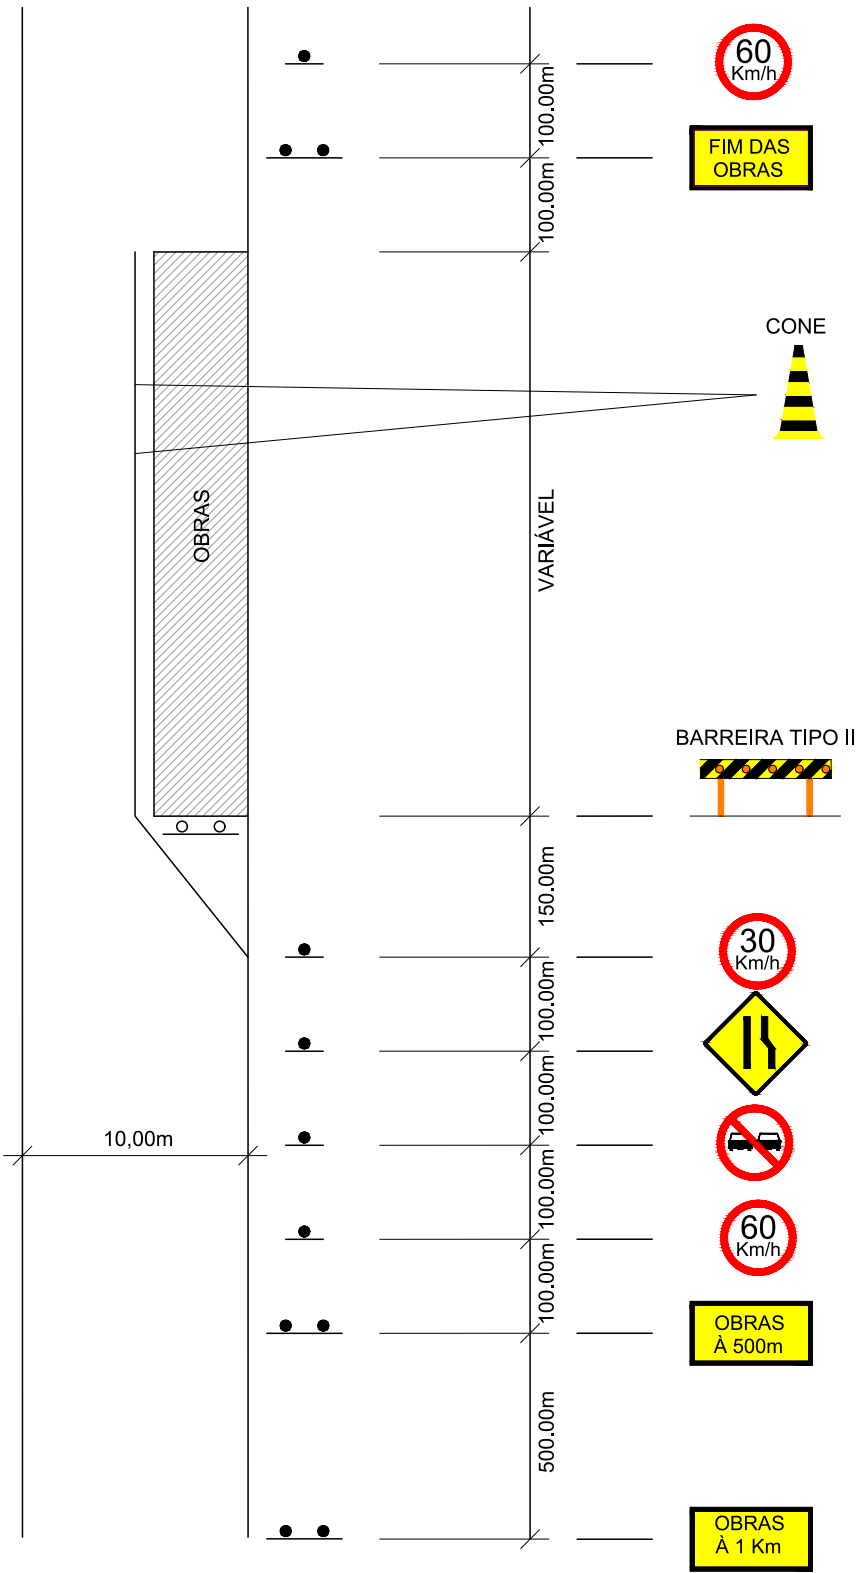 60
Km/h
100.00m
FIM DAS
OBRAS
100.00m
CONE
OBRAS
VARIÁVEL
BARREIRA TIPO II
150.00m
30
Km/h
100.00m
100.00m
10,00m
100.00m
60
Km/h
100.00m
OBRAS
À 500m
500.00m
OBRAS
À 1 Km